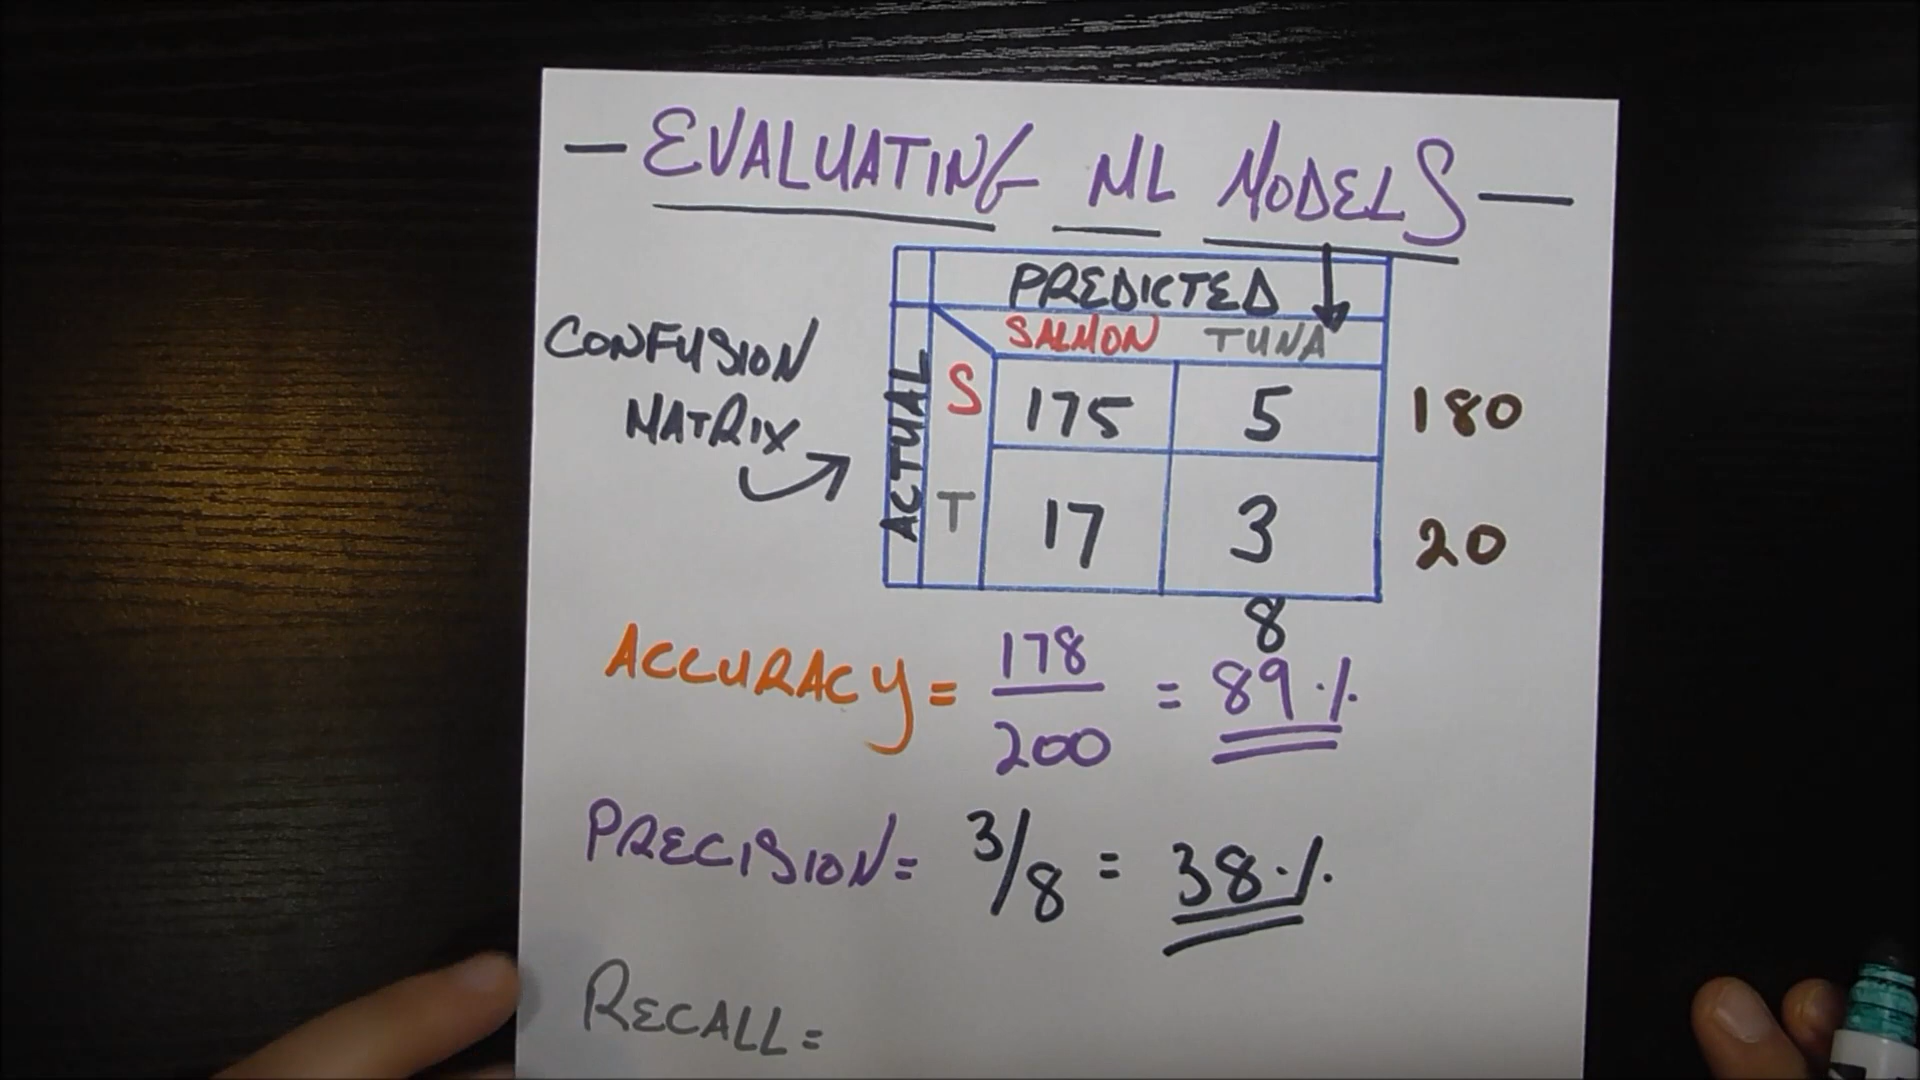 — EVALUATING ML MODELS —
PREDICTED
SALMON TUNA
CONFUSION
MATRIX
ACTUAL
S 175 5 180
T 17 3 20
8
ACCURACY = 178/200 = 89%
PRECISION = 3/8 = 38%
RECALL =